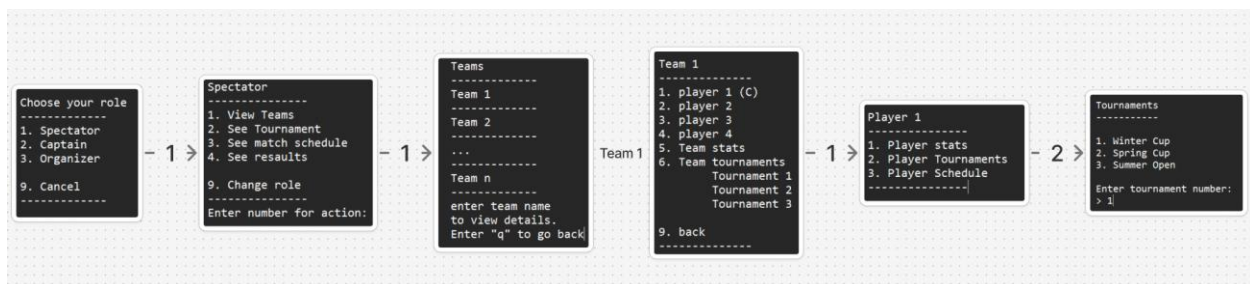 Choose your role
-------------
1. Spectator
2. Captain
3. Organizer
9. Cancel
-------------
- 1 >
Spectator
---------------
1. View Teams
2. See Tournament
3. See match schedule
4. See resaults
9. Change role
---------------
Enter number for action:
- 1 >
Teams
-------------
Team 1
-------------
Team 2
-------------
...
-------------
Team n
-------------
enter team name
to view details.
Enter "q" to go back
Team 1
Team 1
--------------
1. player 1 (C)
2. player 2
3. player 3
4. player 4
5. Team stats
6. Team tournaments
Tournament 1
Tournament 2
Tournament 3
9. back
--------------
- 1 >
Player 1
---------------
1. Player stats
2. Player Tournaments
3. Player Schedule
---------------
- 2 >
Tournaments
-----------
1. Winter Cup
2. Spring Cup
3. Summer Open
Enter tournament number:
> 1